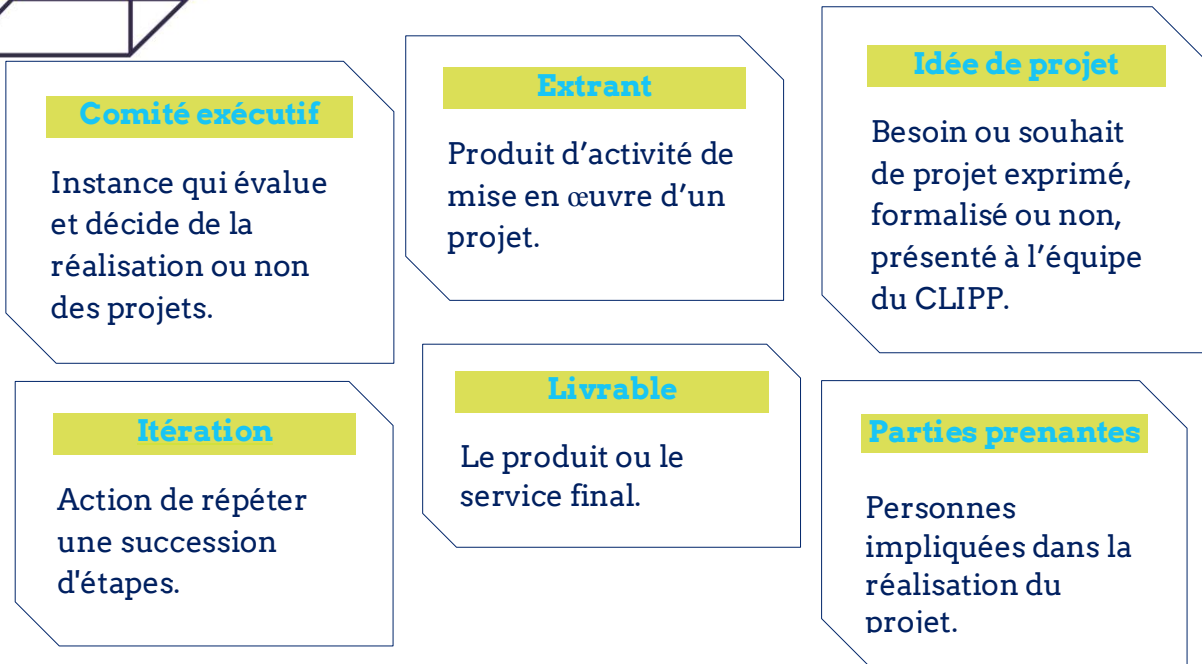 Comité exécutif
Instance qui évalue
et décide de la
réalisation ou non
des projets.
Extrant
Produit d’activité de
mise en œuvre d’un
projet.
Idée de projet
Besoin ou souhait
de projet exprimé,
formalisé ou non,
présenté à l’équipe
du CLIPP.
Itération
Action de répéter
une succession
d'étapes.
Livrable
Le produit ou le
service final.
Parties prenantes
Personnes
impliquées dans la
réalisation du
projet.